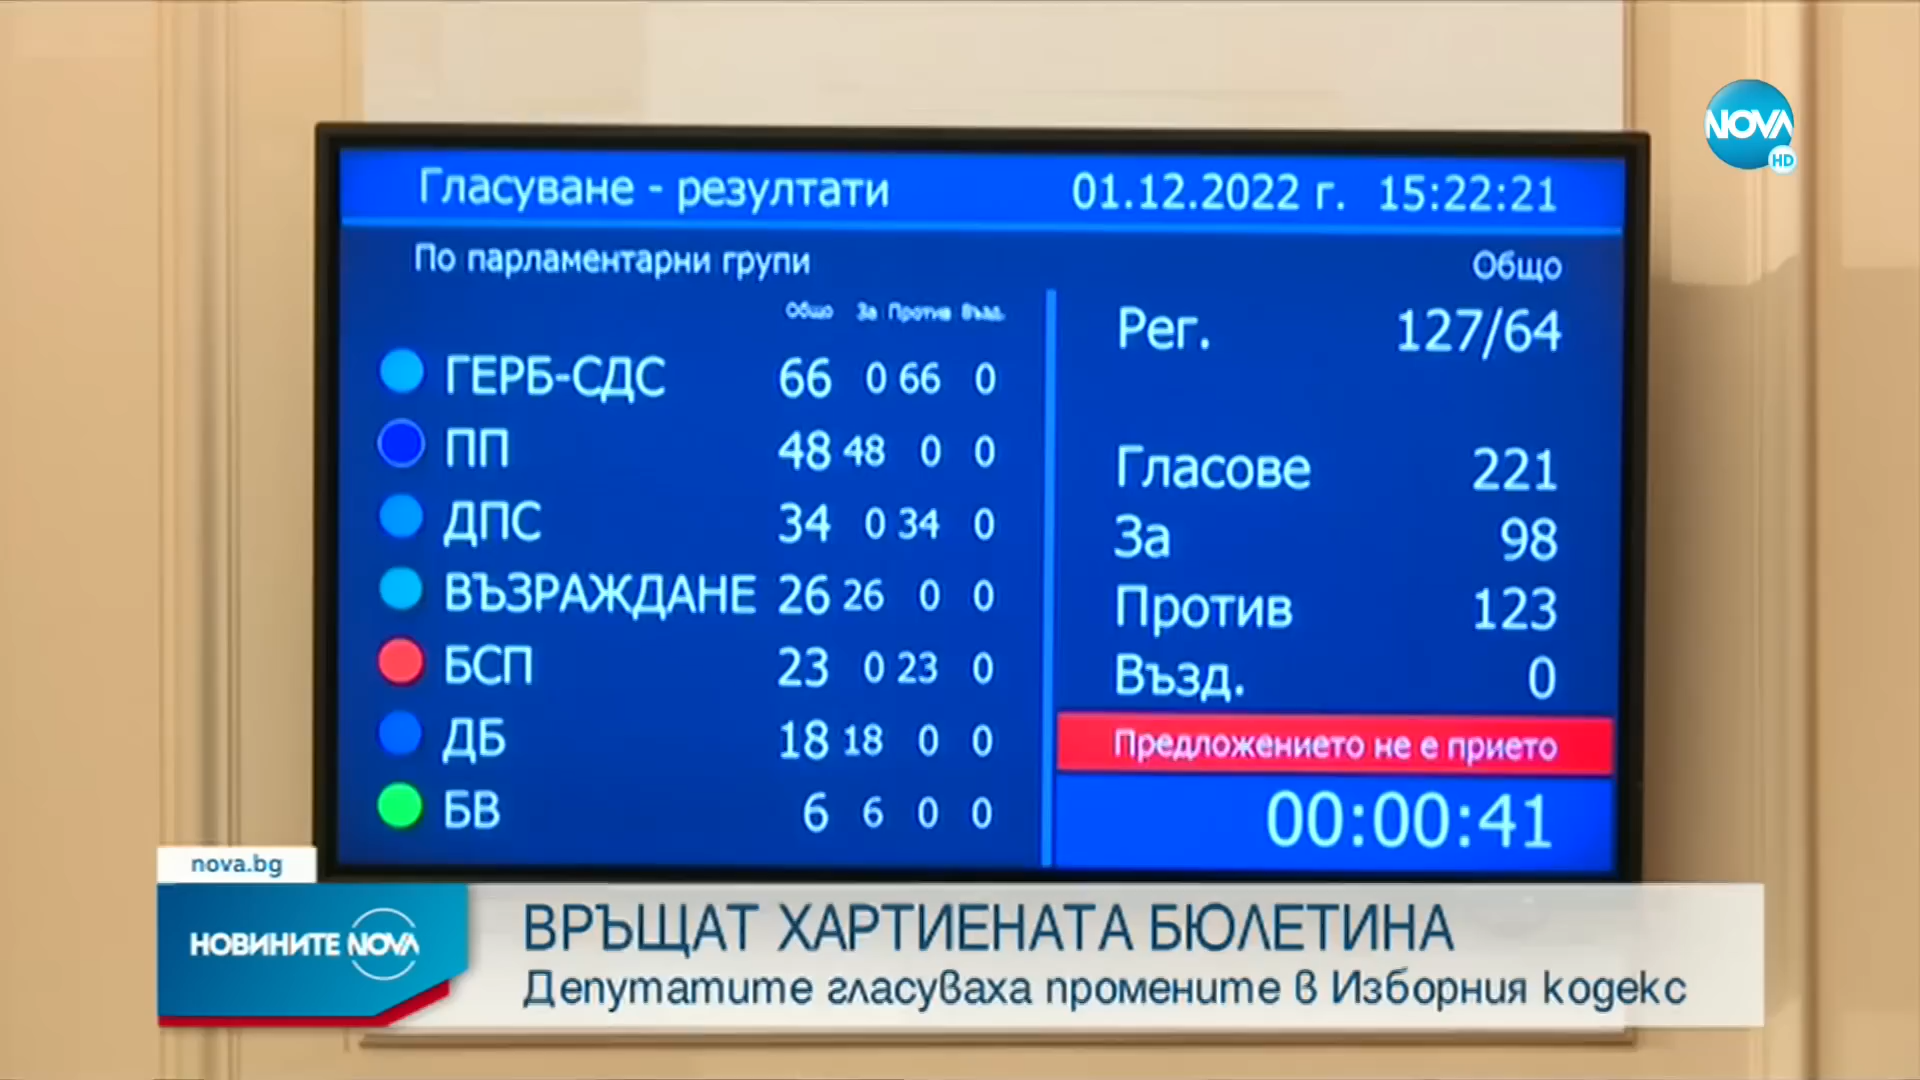 NOVA
HD
Гласуване - резултати 01.12.2022 г. 15:22:21
По парламентарни групи Общо
Общо За Против Възд.
ГЕРБ-СДС 66 0 66 0
ПП 48 48 0 0
ДПС 34 0 34 0
ВЪЗРАЖДАНЕ 26 26 0 0
БСП 23 0 23 0
ДБ 18 18 0 0
БВ 6 6 0 0
Рег. 127/64
Гласове 221
За 98
Против 123
Възд. 0
Предложението не е прието
00:00:41
nova.bg
НОВИНИТЕ NOVA
ВРЪЩАТ ХАРТИЕНАТА БЮЛЕТИНА
Депутатите гласуваха промените в Изборния кодекс